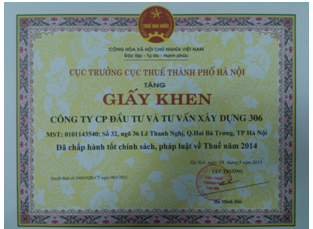 CỘNG HÒA XÃ HỘI CHỦ NGHĨA VIỆT NAM
Độc lập - Tự do - Hạnh phúc
CỤC TRƯỞNG CỤC THUẾ THÀNH PHỐ HÀ NỘI
TẶNG
GIẤY KHEN
CÔNG TY CP ĐẦU TƯ VÀ TƯ VẤN XÂY DỰNG 306
MST: 0101143540; Số 32, ngõ 36 Lê Thanh Nghị, Q.Hai Bà Trưng, TP Hà Nội
Đã chấp hành tốt chính sách, pháp luật về Thuế năm 2014
CỤC TRƯỞNG
Hà Minh Hải